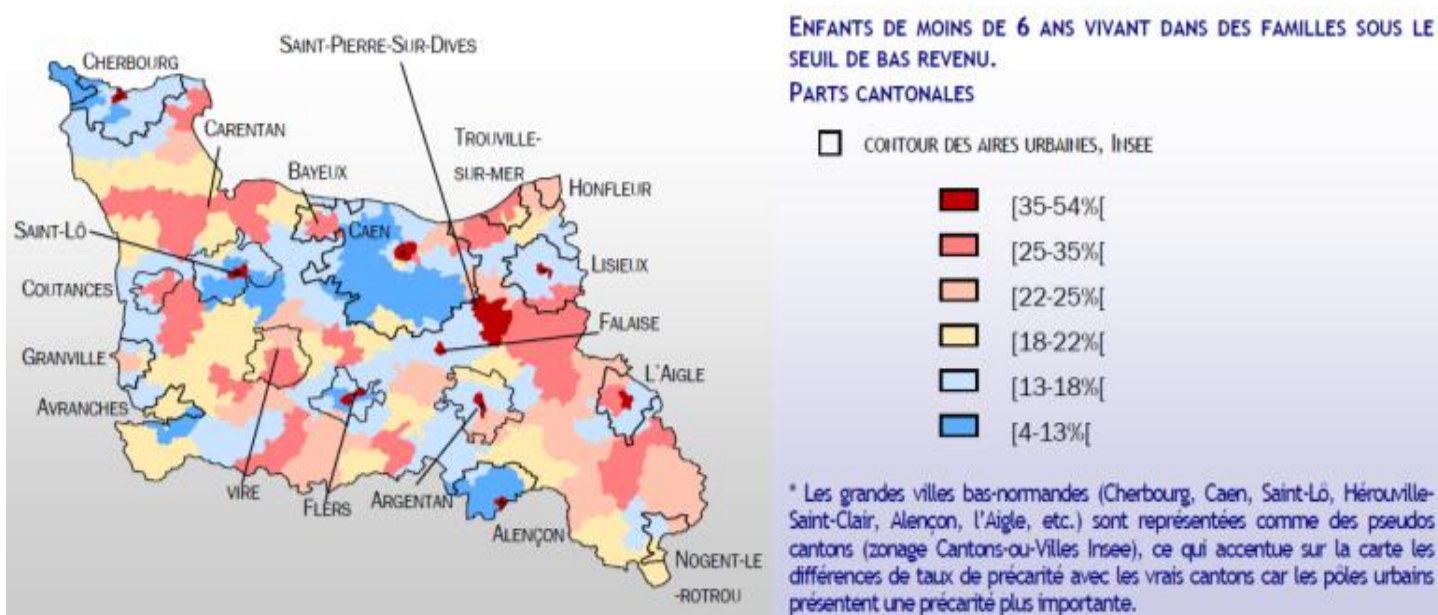 CHERBOURG
SAINT-PIERRE-SUR-DIVES
CARENTAN
TROUVILLE-
SUR-MER
BAYEUX
HONFLEUR
SAINT-LÔ
CAEN
LISIEUX
COUTANCES
FALAISE
GRANVILLE
L'AIGLE
AVRANCHES
VIRE
FLERS
ARGENTAN
ALENÇON
NOGENT-LE
-ROTROU
ENFANTS DE MOINS DE 6 ANS VIVANT DANS DES FAMILLES SOUS LE
SEUIL DE BAS REVENU.
PARTS CANTONALES
CONTOUR DES AIRES URBAINES, INSEE
[35-54%[
[25-35%[
[22-25%[
[18-22%[
[13-18%[
[4-13%[
* Les grandes villes bas-normandes (Cherbourg, Caen, Saint-Lô, Hérouville-
Saint-Clair, Alençon, l'Aigle, etc.) sont représentées comme des pseudos
cantons (zonage Cantons-ou-Villes Insee), ce qui accentue sur la carte les
différences de taux de précarité avec les vrais cantons car les pôles urbains
présentent une précarité plus importante.